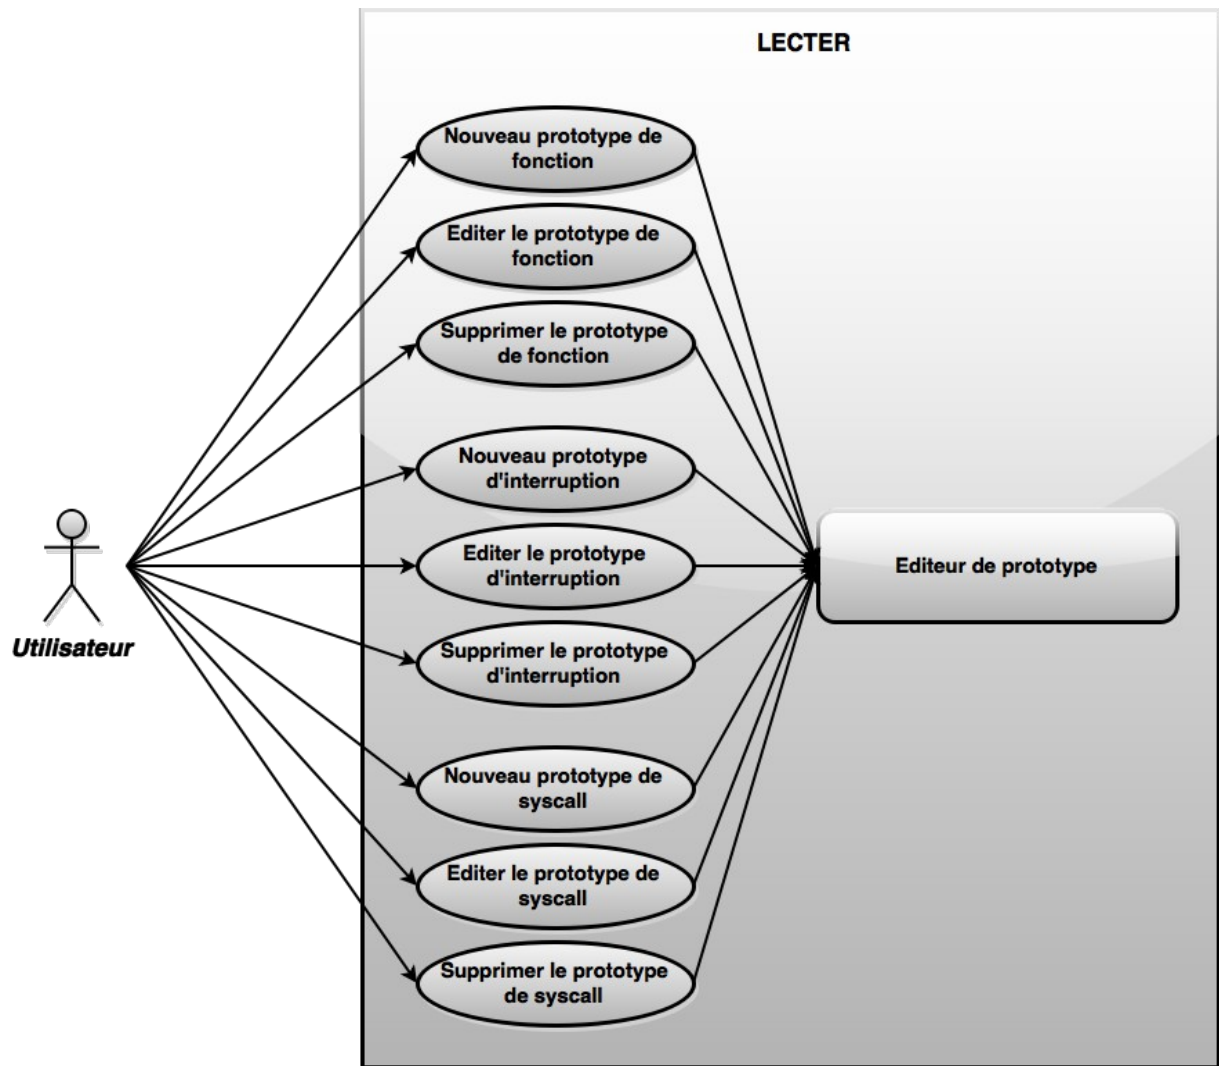 LECTER
Nouveau prototype de
fonction
Editer le prototype de
fonction
Supprimer le prototype
de fonction
Nouveau prototype
d'interruption
Editer le prototype
d'interruption
Supprimer le prototype
d'interruption
Nouveau prototype de
syscall
Editer le prototype de
syscall
Supprimer le prototype
de syscall
Utilisateur
Editeur de prototype